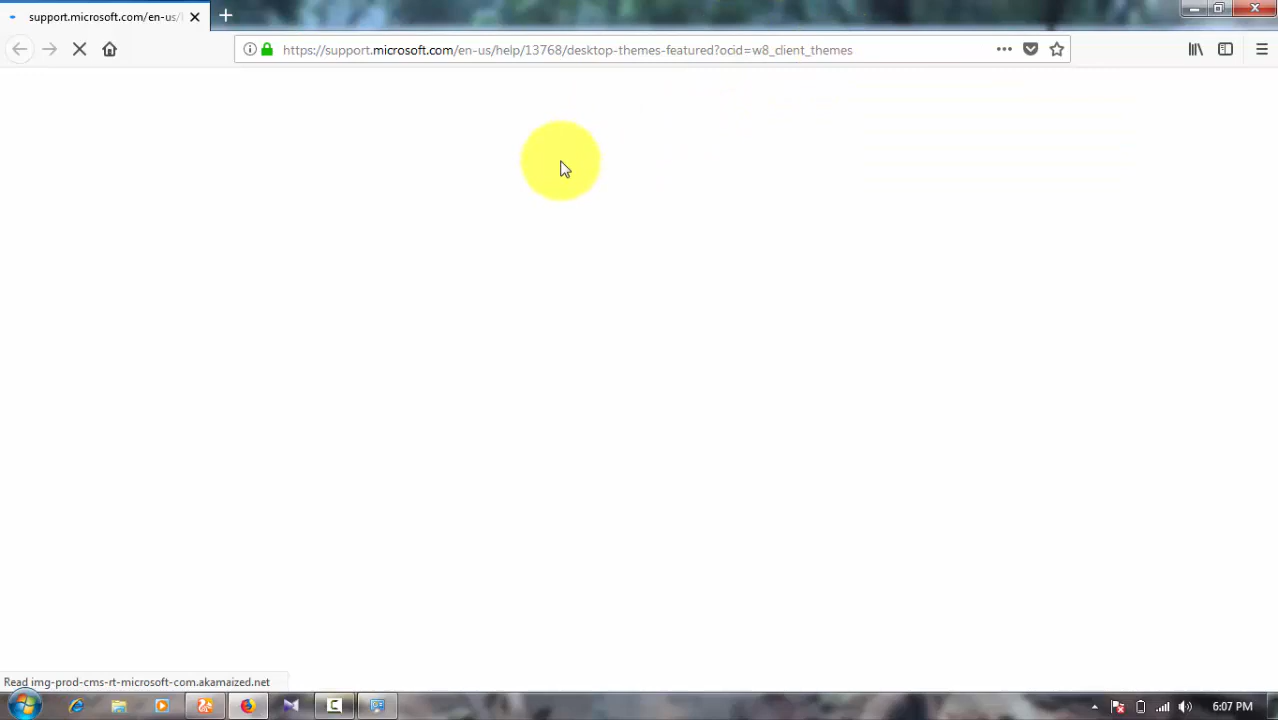 support.microsoft.com/en-us/
https://support.microsoft.com/en-us/help/13768/desktop-themes-featured?ocid=w8_client_themes
Read img-prod-cms-rt-microsoft-com.akamaized.net
6:07 PM